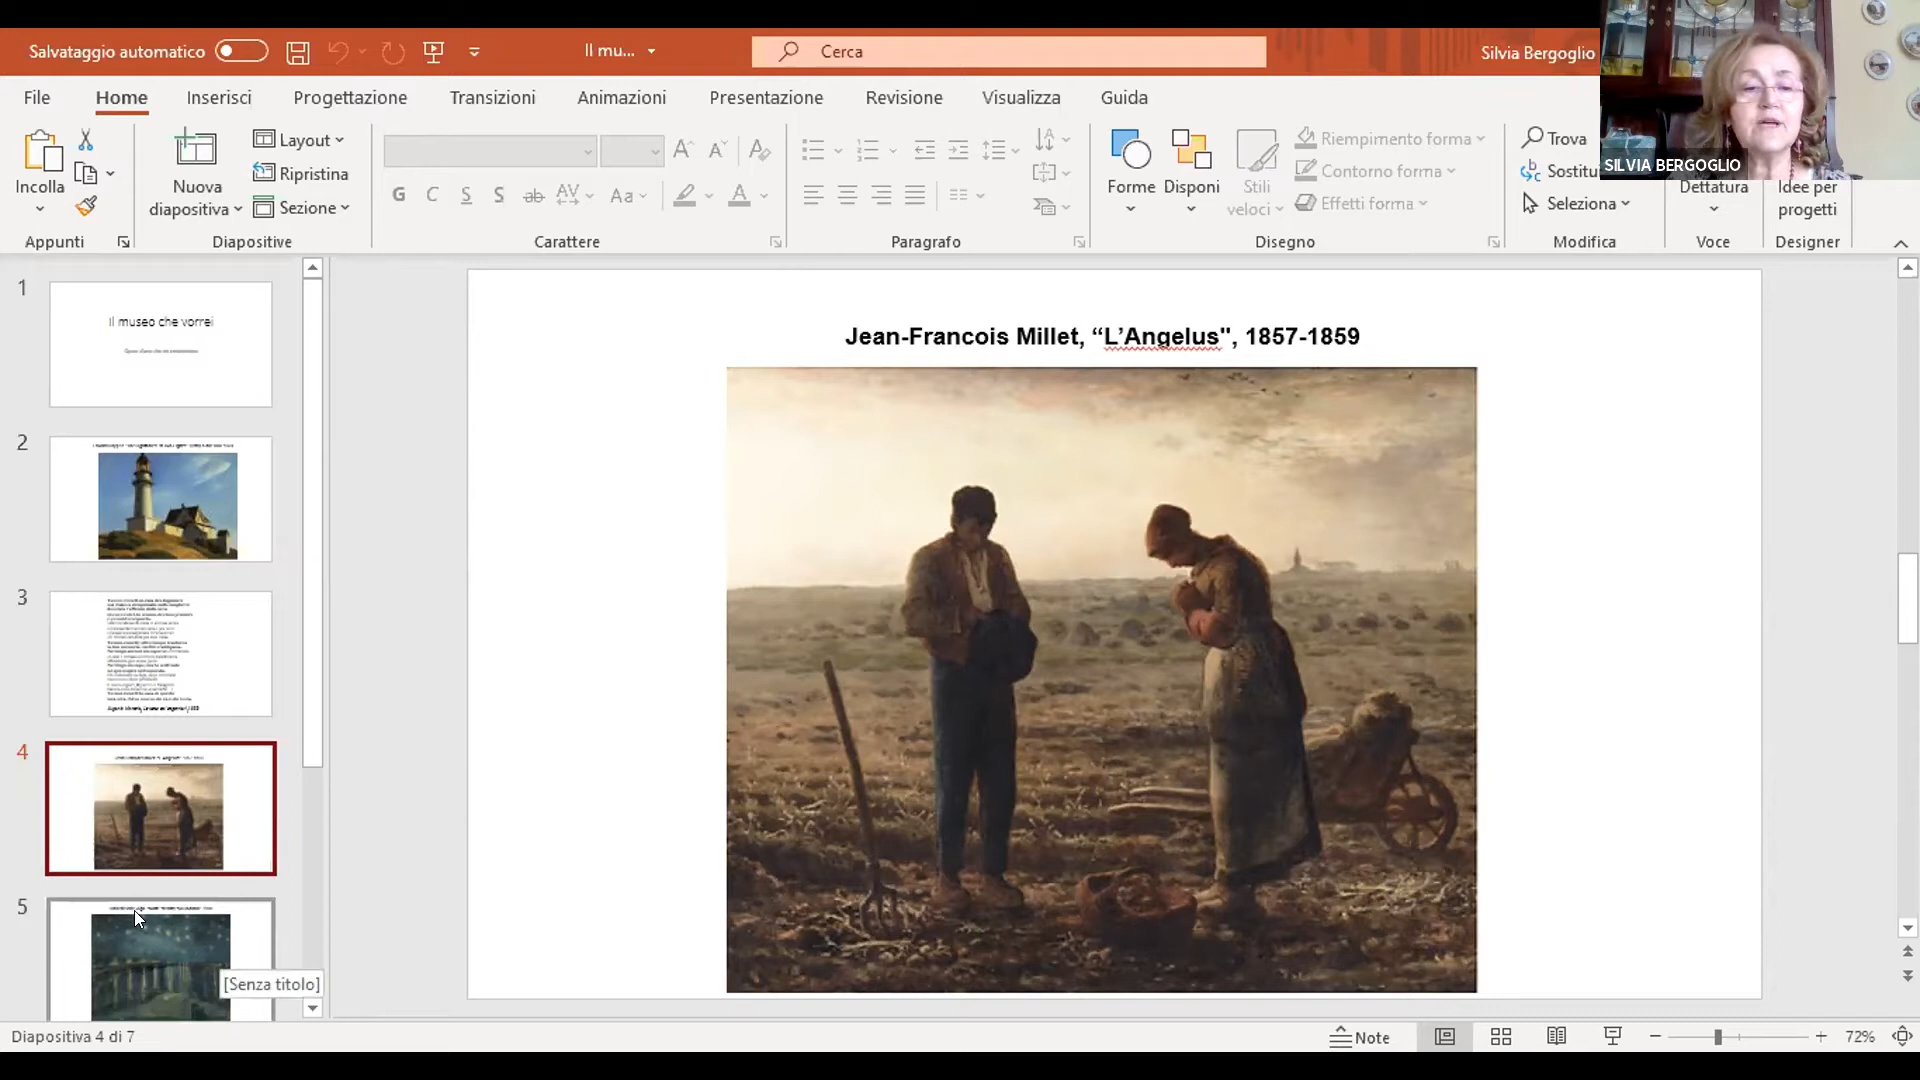 Salvataggio automatico
Il mu...
Cerca
Silvia Bergoglio
File Home Inserisci Progettazione Transizioni Animazioni Presentazione Revisione Visualizza Guida
SILVIA BERGOGLIO
Incolla
Nuova
diapositiva
Layout
Ripristina
Sezione
G C S S ab AV Aa A
Forme Disponi Stili
veloci
Riempimento forma
Contorno forma
Effetti forma
Trova
Sostitu
Seleziona
Dettatura
Idee per
progetti
Appunti Diapositive Carattere Paragrafo Disegno Modifica Voce Designer
1
Il museo che vorrei
2
3
4
5
[Senza titolo]
Jean-Francois Millet, “L’Angelus", 1857-1859
Diapositiva 4 di 7
Note
72%